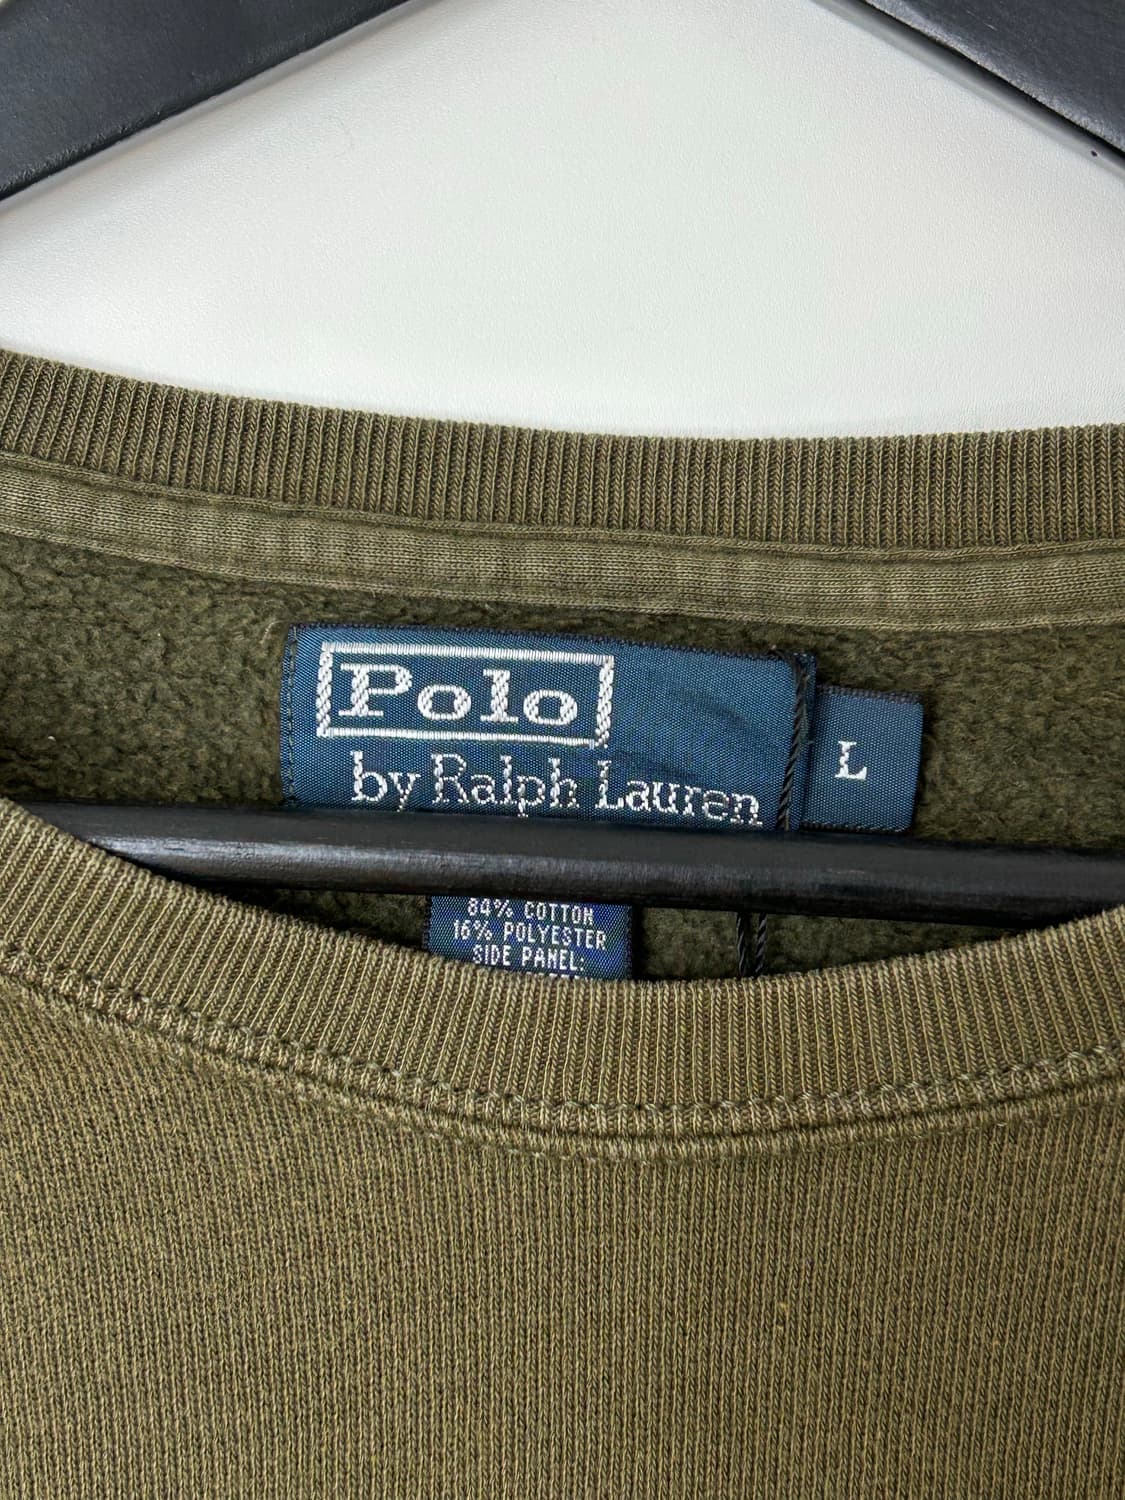 Polo
by Ralph Lauren
L
84% COTTON
16% POLYESTER
SIDE PANEL: